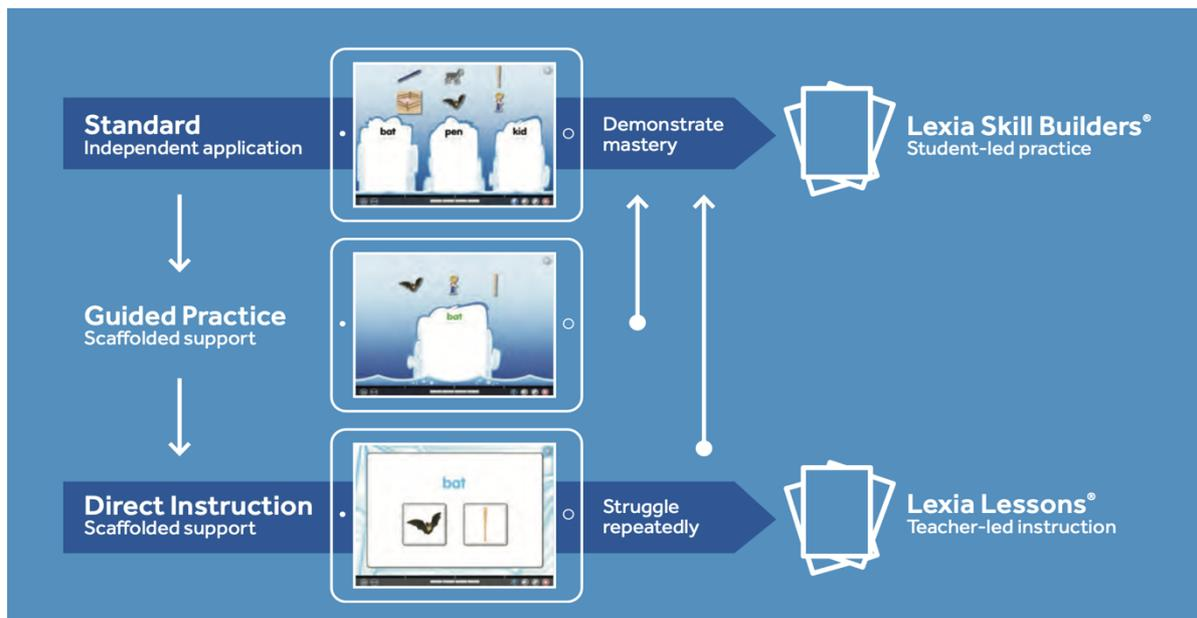 Standard
Independent application
bat
pen
kid
Demonstrate
mastery
Lexia Skill Builders®
Student-led practice
Guided Practice
Scaffolded support
bat
Direct Instruction
Scaffolded support
bat
Struggle
repeatedly
Lexia Lessons®
Teacher-led instruction